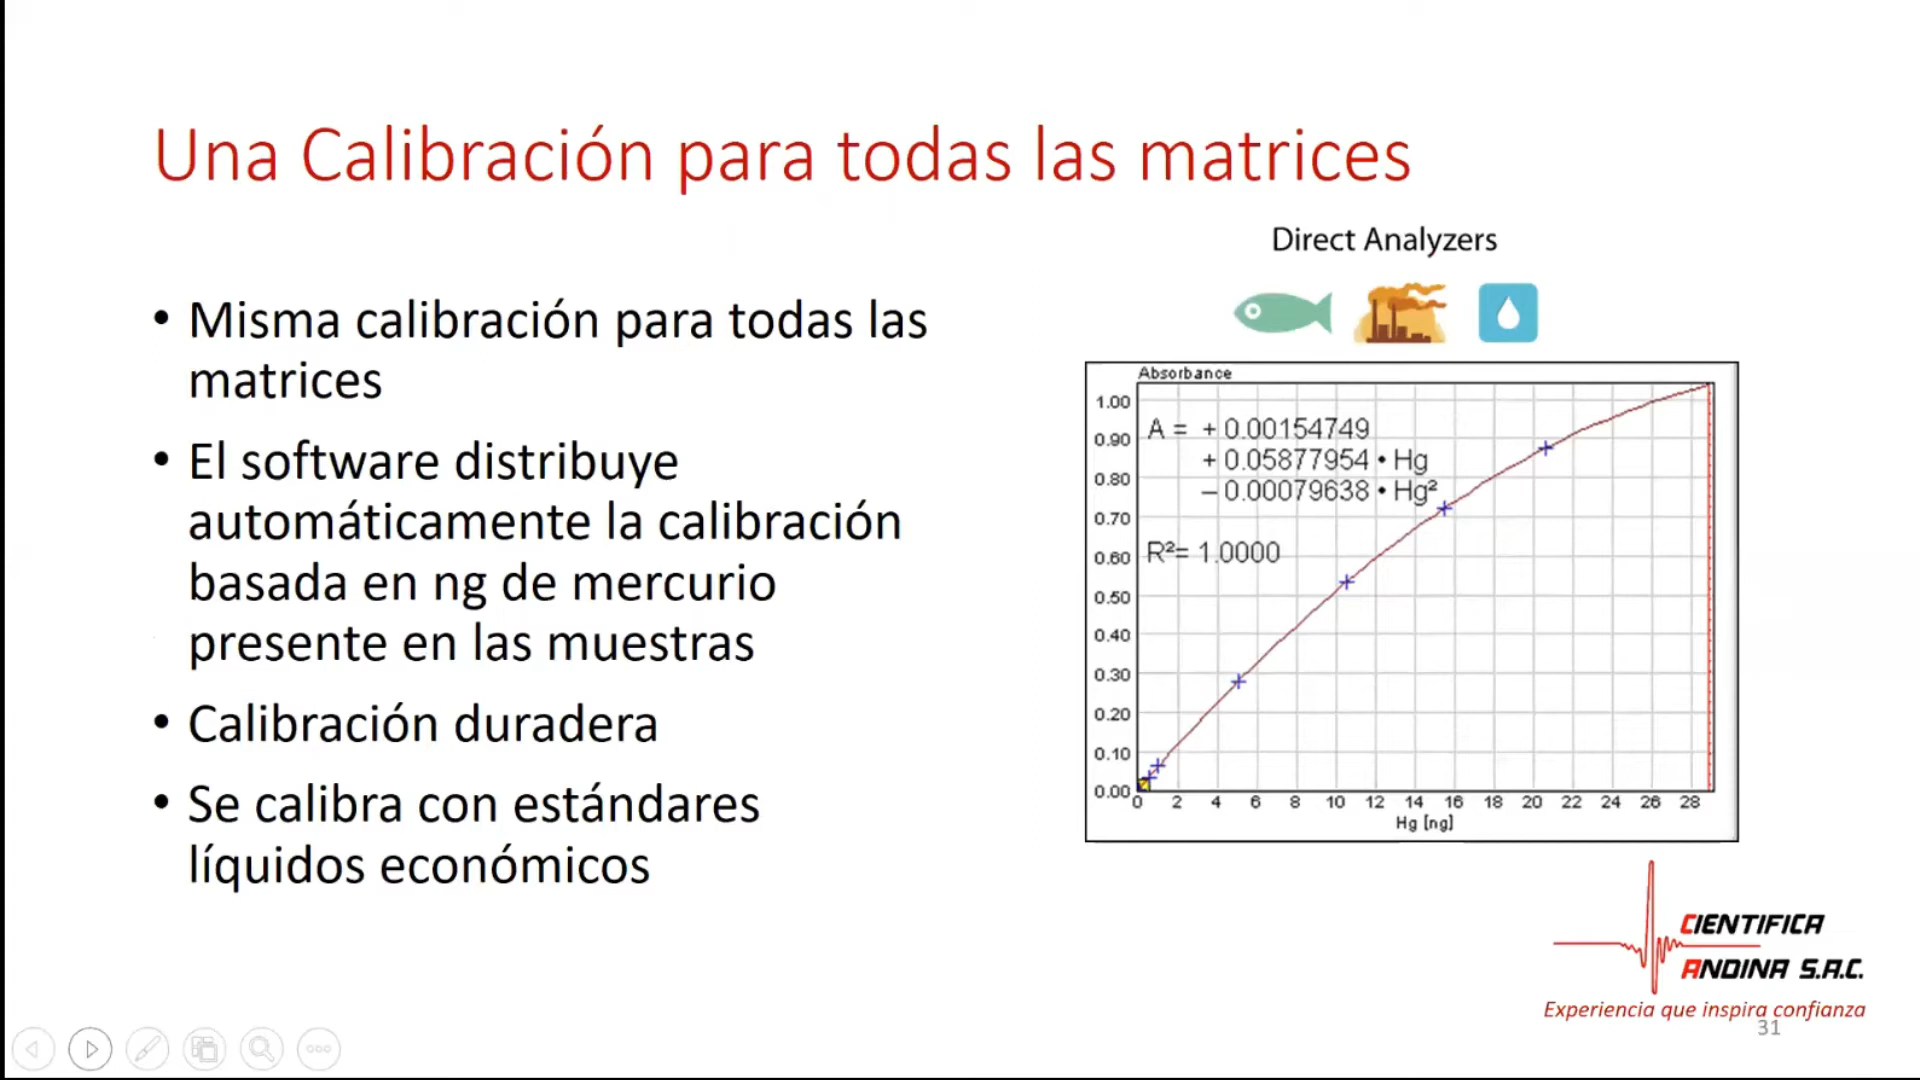 Una Calibración para todas las matrices
• Misma calibración para todas las
matrices
• El software distribuye
automáticamente la calibración
basada en ng de mercurio
presente en las muestras
• Calibración duradera
• Se calibra con estándares
líquidos económicos
Direct Analyzers
Absorbance
1.00
0.90
0.80
0.70
0.60
0.50
0.40
0.30
0.20
0.10
0.00
A = + 0.00154749
+ 0.05877954 • Hg
– 0.00079638 • Hg²
R²= 1.0000
0 2 4 6 8 10 12 14 16 18 20 22 24 26 28
Hg [ng]
CIENTIFICA
ANDINA S.A.C.
Experiencia que inspira confianza
31